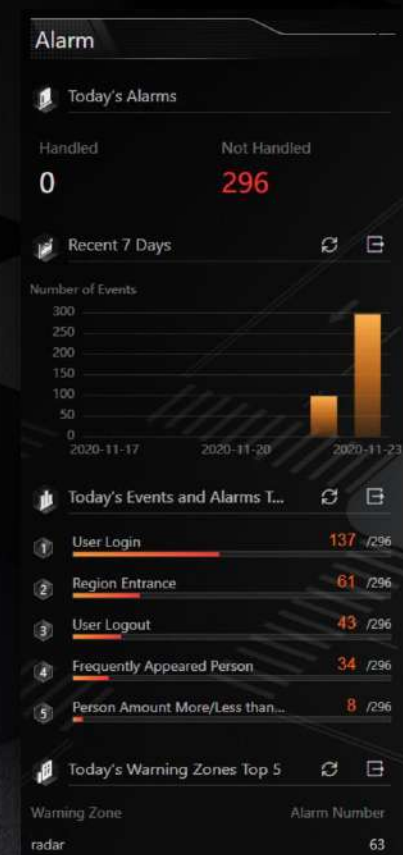 Alarm
Today's Alarms
Handled Not Handled
0 296
Recent 7 Days
Number of Events
300
250
200
150
100
50
0
2020-11-17 2020-11-20 2020-11-23
Today's Events and Alarms T...
1 User Login 137 /296
2 Region Entrance 61 /296
3 User Logout 43 /296
4 Frequently Appeared Person 34 /296
5 Person Amount More/Less than... 8 /296
Today's Warning Zones Top 5
Warning Zone Alarm Number
radar 63